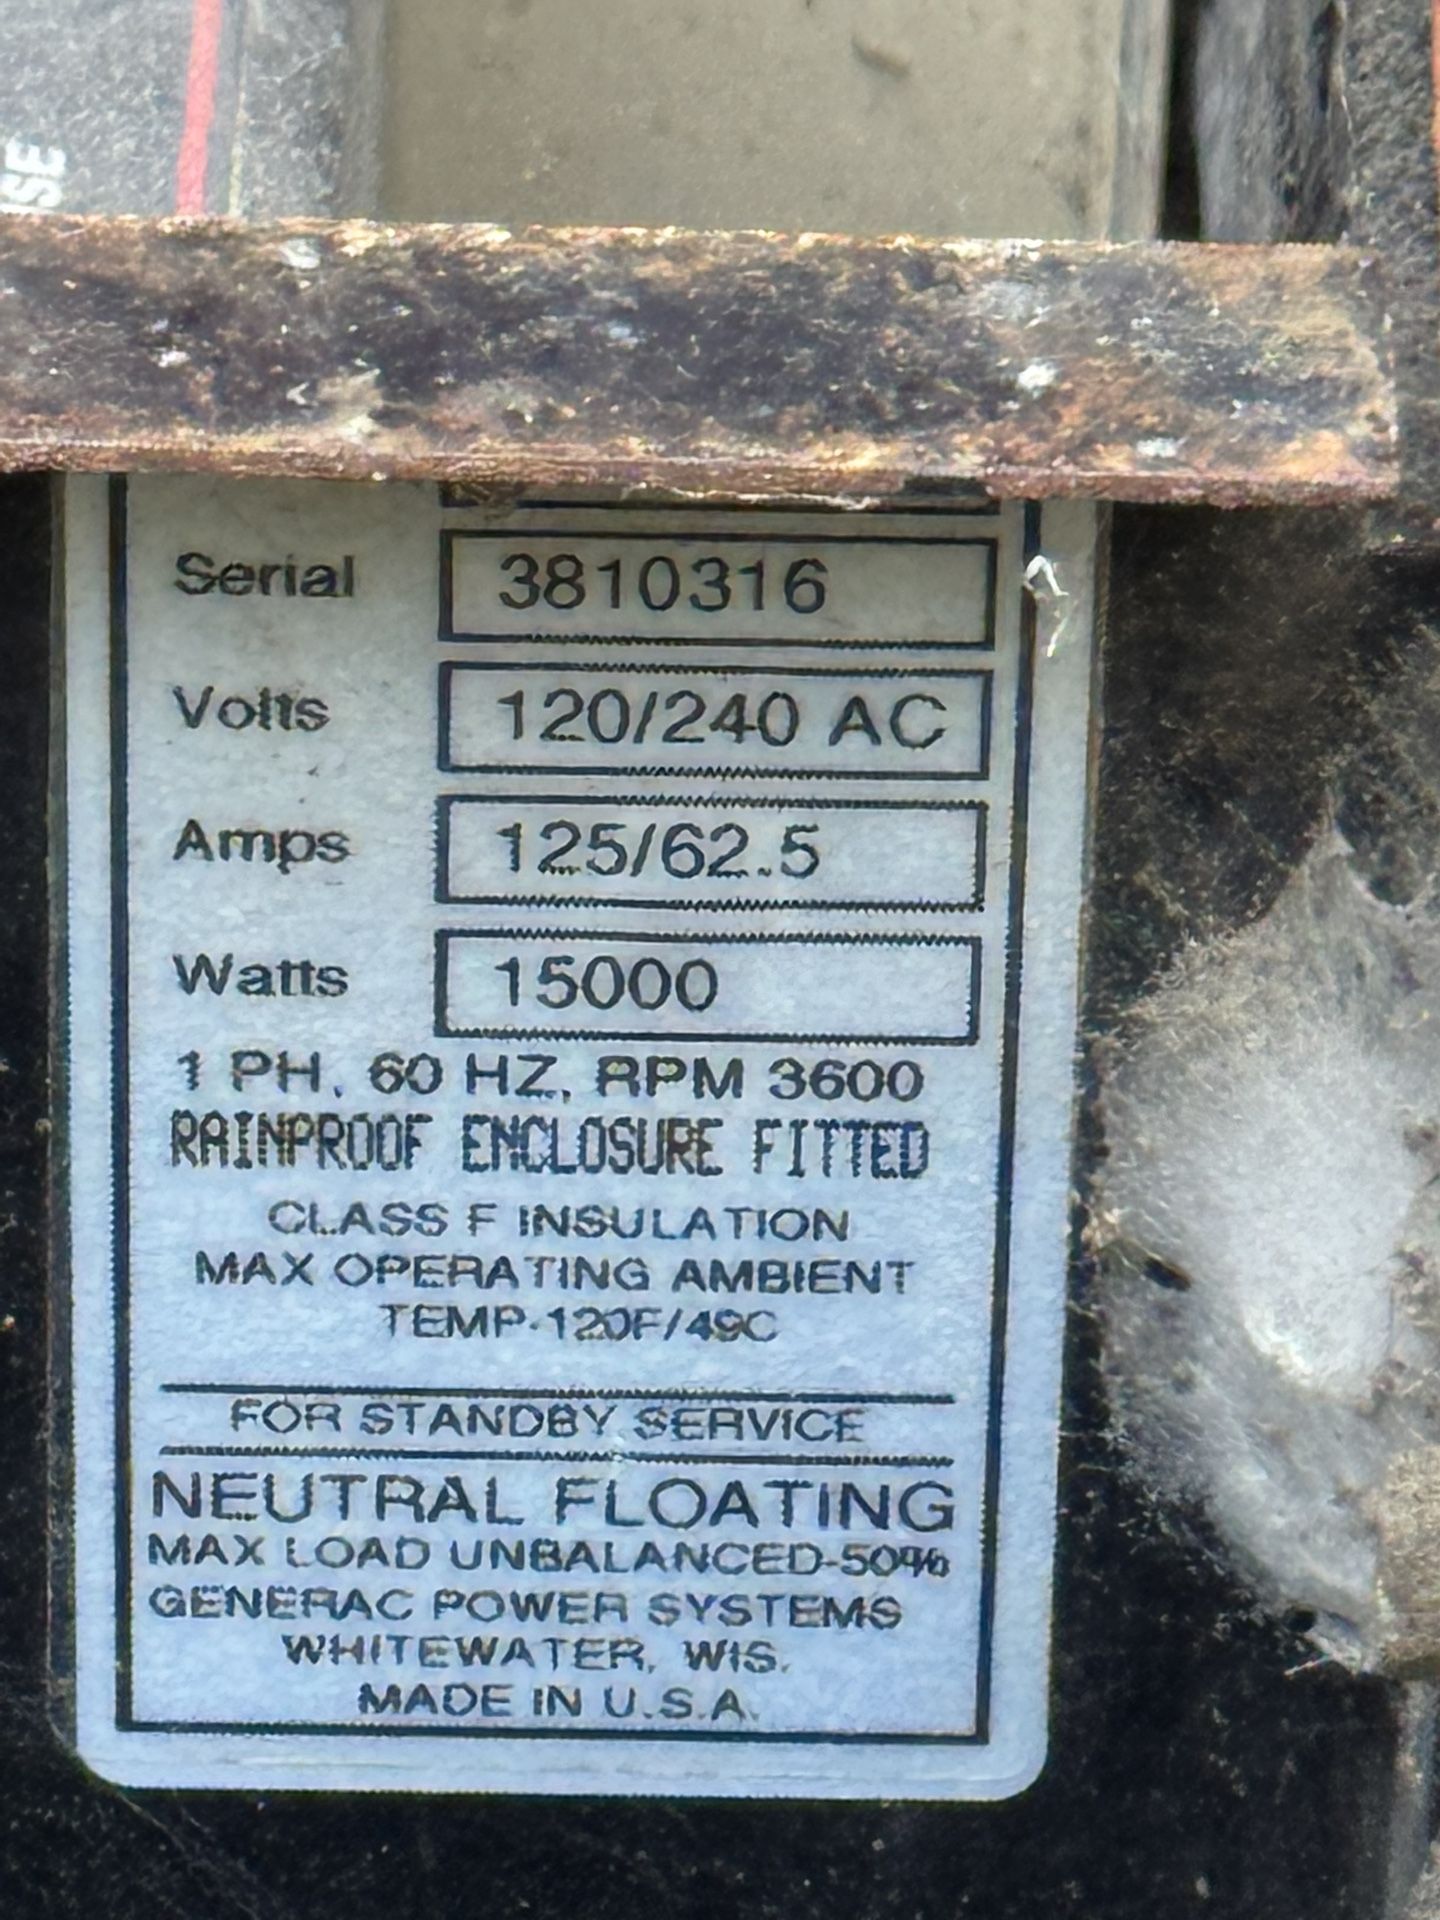 SE
Serial 3810316
Volts 120/240 AC
Amps 125/62.5
Watts 15000
1 PH, 60 HZ, RPM 3600
RAINPROOF ENCLOSURE FITTED
CLASS F INSULATION
MAX OPERATING AMBIENT
TEMP-120F/49C
FOR STANDBY SERVICE
NEUTRAL FLOATING
MAX LOAD UNBALANCED-50%
GENERAC POWER SYSTEMS
WHITEWATER, WIS.
MADE IN U.S.A.